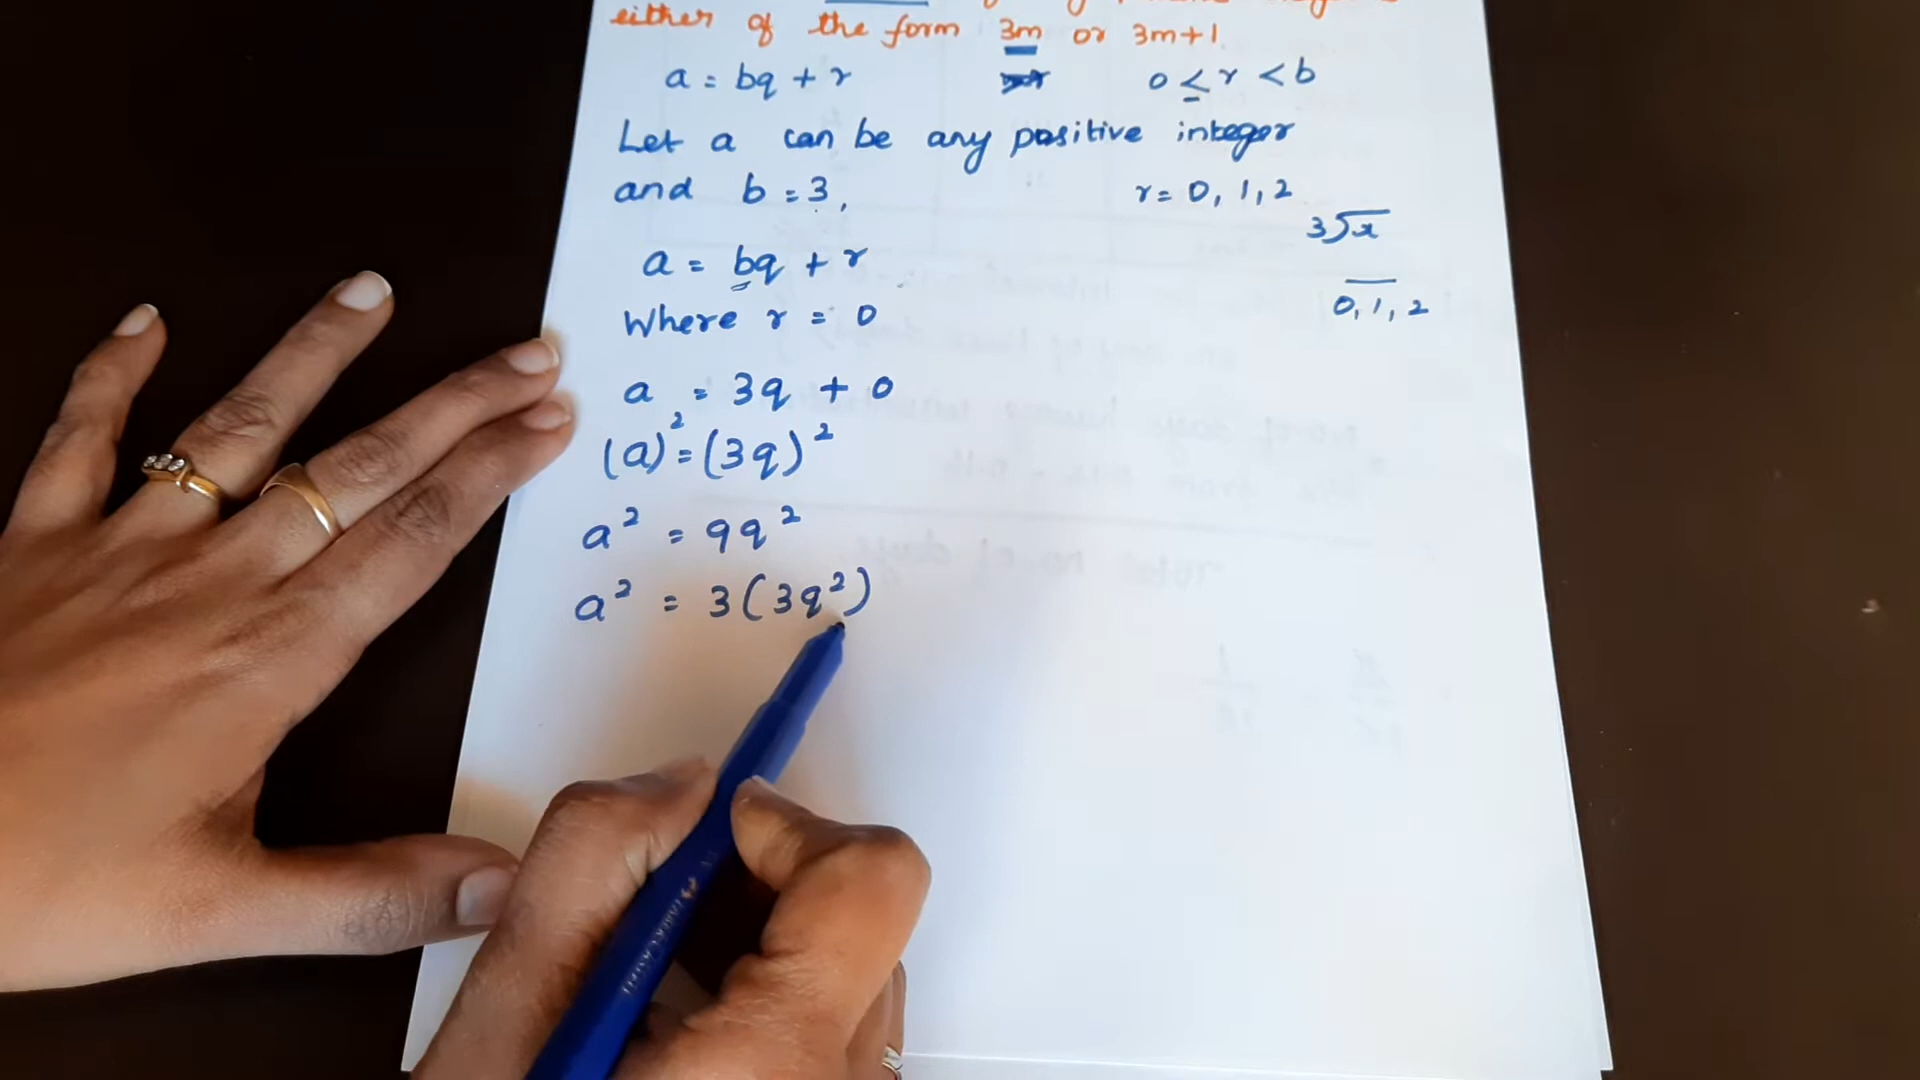 either of the form 3m or 3m+1
a = bq + r 0 ≤ r < b
Let a can be any positive integer
and b = 3, r = 0, 1, 2
3)x
a = bq + r
0, 1, 2
Where r = 0
a = 3q + 0
(a)² = (3q)²
a² = 9q²
a² = 3(3q²)